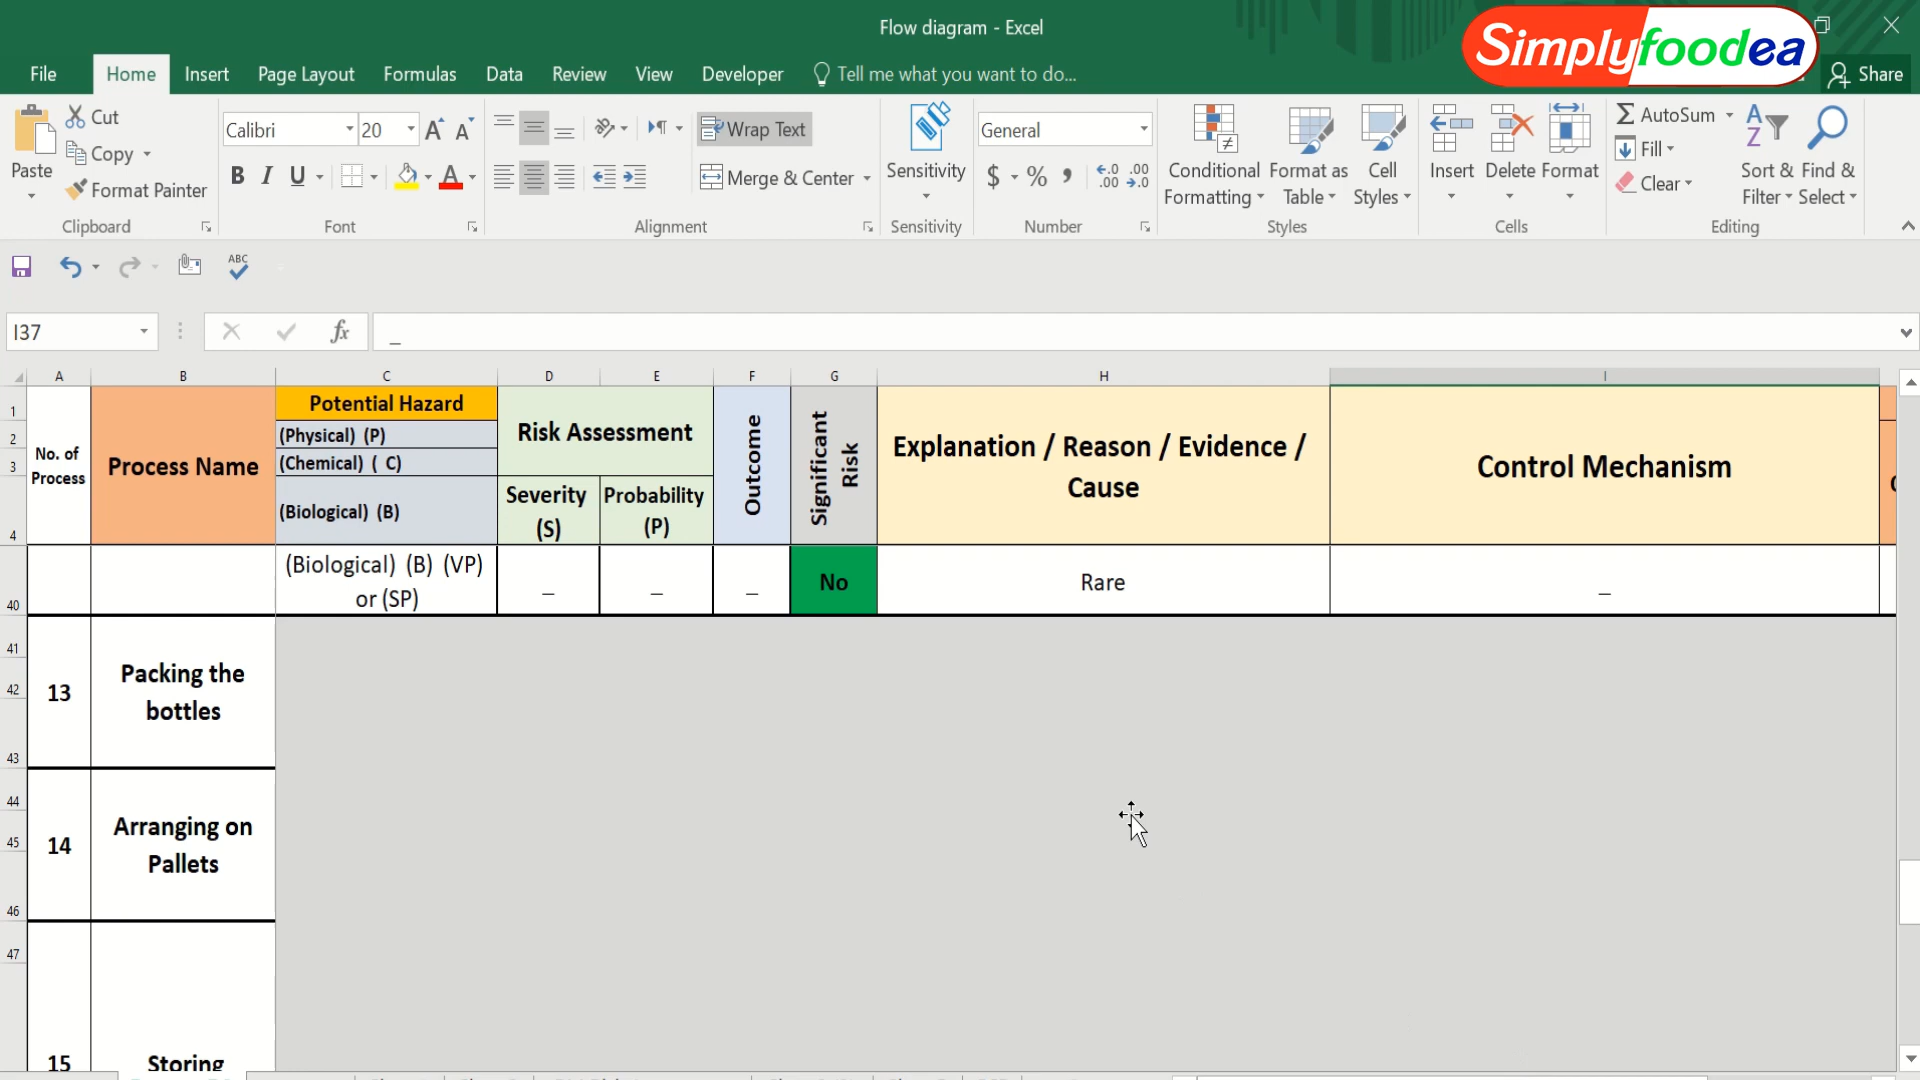 Flow diagram - Excel
Simplyfoodea
File Home Insert Page Layout Formulas Data Review View Developer Tell me what you want to do... Share
Paste
Cut
Copy
Format Painter
Clipboard
Calibri 20
B I U
Font
Wrap Text
Merge & Center
Alignment
Sensitivity
Sensitivity
General
$ % ,
Number
Conditional Formatting
Format as Table
Cell Styles
Styles
Insert Delete Format
Cells
AutoSum
Fill
Clear
Sort & Filter
Find & Select
Editing
ABC
I37 fx _
A B C D E F G H I
1 2 3 4
No. of Process
Process Name
Potential Hazard
(Physical) (P)
(Chemical) ( C)
(Biological) (B)
Risk Assessment
Severity (S)
Probability (P)
Outcome
Significant Risk
Explanation / Reason / Evidence / Cause
Control Mechanism
40 (Biological) (B) (VP) or (SP) _ _ _ No Rare _
41
42 13 Packing the bottles
43
44
45 14 Arranging on Pallets
46
47
15 Storing